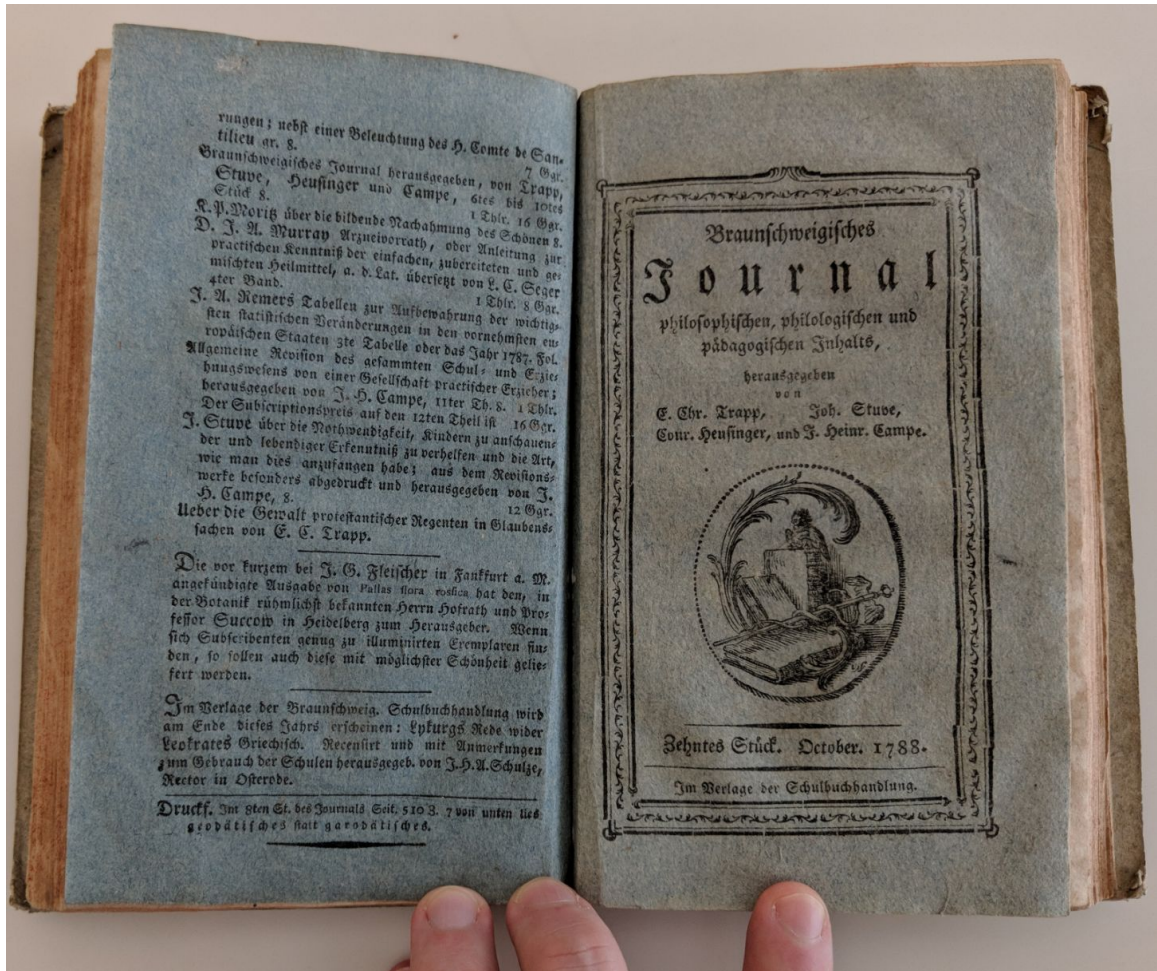 rungen; nebst einer Beleuchtung des H. Comte de San-
tilieu gr. 8.
7 Ggr.
Braunschweigisches Journal herausgegeben, von Trapp,
Stuve, Heusinger und Campe, 6tes bis 10tes
Stück 8.
1 Thlr. 16 Ggr.
K. P. Moritz über die bildende Nachahmung des Schönen 8.
D. J. A. Murray Arzneivorrath, oder Anleitung zur
practischen Kenntniß der einfachen, zubereiteten und ge-
mischten Heilmittel, a. d. Lat. übersetzt von L. C. Seger
4ter Band.
1 Thlr. 8 Ggr.
J. A. Remers Tabellen zur Aufbewahrung der wichtig-
sten statistischen Veränderungen in den vornehmsten eu-
ropäischen Staaten 3te Tabelle oder das Jahr 1787. Fol.
Allgemeine Revision des gesammten Schul- und Erzie-
hungswesens von einer Gesellschaft practischer Erzieher;
herausgegeben von J. H. Campe, 11ter Th. 8. 1 Thlr.
Der Subscriptionspreis auf den 12ten Theil ist 16 Ggr.
J. Stuve über die Nothwendigkeit, Kindern zu anschauen-
der und lebendiger Erkenntniß zu verhelfen und die Art,
wie man dies anzufangen habe; aus dem Revisions-
werke besonders abgedruckt und herausgegeben von J.
H. Campe, 8.
12 Ggr.
Ueber die Gewalt protestantischer Regenten in Glaubens-
sachen von E. C. Trapp.
Die vor kurzem bei J. G. Fleischer in Fankfurt a. M.
angekündigte Ausgabe von Pallas flora rossica hat den, in
der Botanik rühmlichst bekannten Herrn Hofrath und Pro-
fessor Succow in Heidelberg zum Herausgeber. Wenn
sich Subscribenten genug zu illuminirten Exemplaren fin-
den, so sollen auch diese mit möglichster Schönheit gelie-
fert werden.
Im Verlage der Braunschweig. Schulbuchhandlung wird
am Ende dieses Jahrs erscheinen: Lykurgs Rede wider
Leokrates Griechisch. Recensirt und mit Anmerkungen
zum Gebrauch der Schulen herausgegeb. von J. H. A. Schulze,
Rector in Osterode.
Druckf. Im 8ten St. des Journals Seit. 510 Z. 7 von unten lies
geodätisches statt garodätisches.
Braunschweigisches
Journal
philosophischen, philologischen und
pädagogischen Inhalts,
herausgegeben
von
E. Chr. Trapp, Joh. Stuve,
Conr. Heusinger, und J. Heinr. Campe.
Zehntes Stück. October. 1788.
Im Verlage der Schulbuchhandlung.